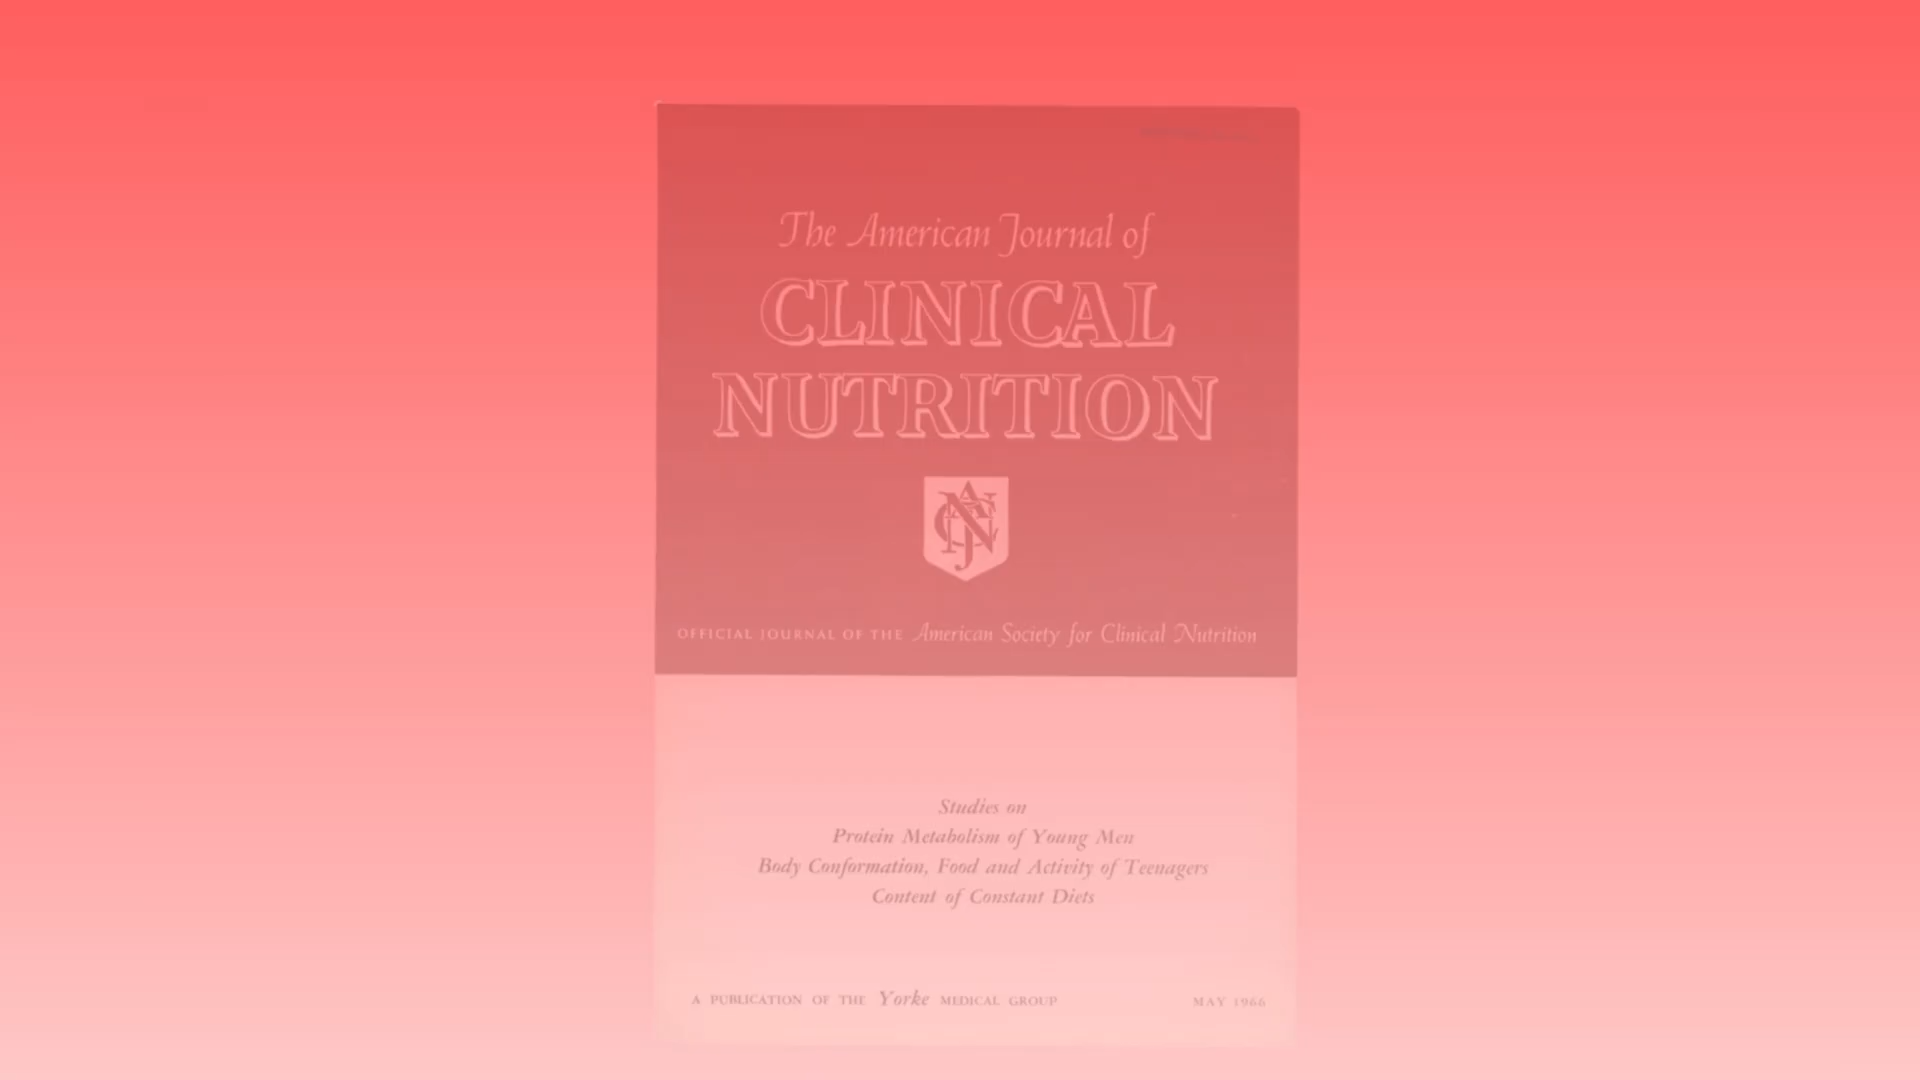 The American Journal of
CLINICAL
NUTRITION
OFFICIAL JOURNAL OF THE American Society for Clinical Nutrition
Studies on
Protein Metabolism of Young Men
Body Conformation, Food and Activity of Teenagers
Content of Constant Diets
A PUBLICATION OF THE Yorke MEDICAL GROUP MAY 1966